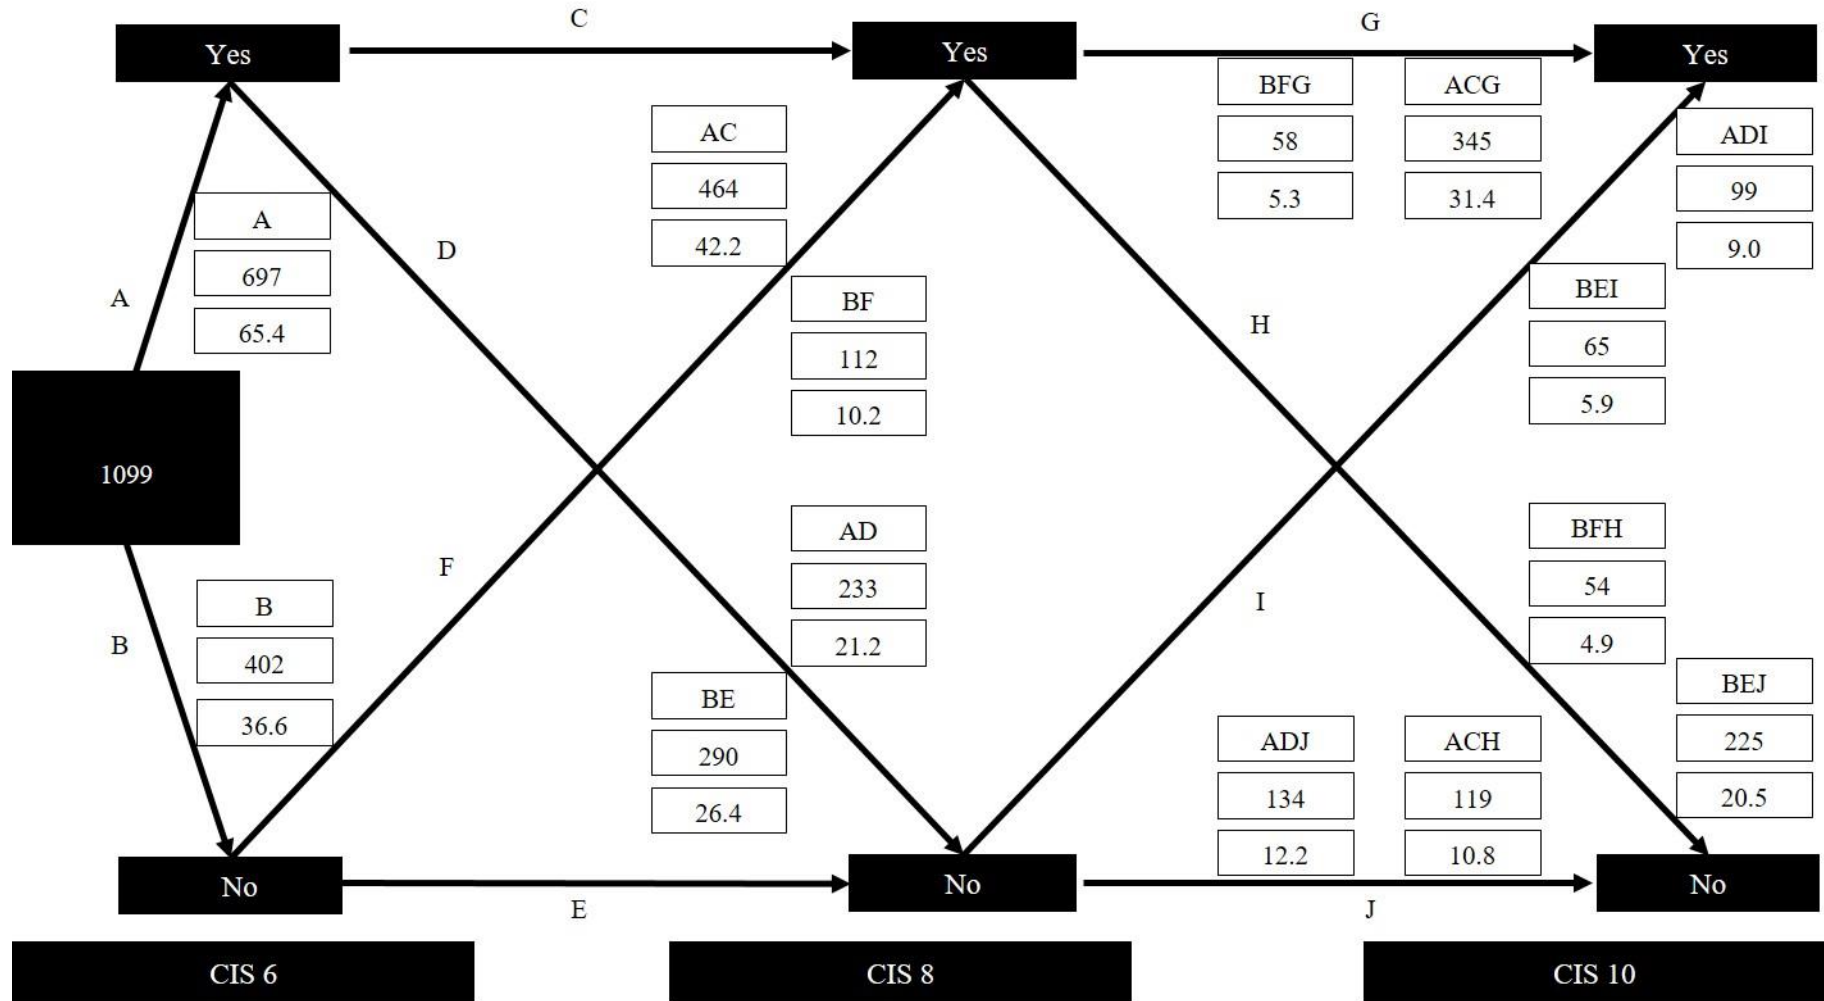 C
G
Yes
Yes
Yes
BFG
ACG
58
345
5.3
31.4
AC
464
42.2
ADI
99
9.0
A
697
65.4
A
D
BF
112
10.2
H
BEI
65
5.9
1099
AD
233
21.2
BFH
54
4.9
F
I
B
402
36.6
B
BE
290
26.4
BEJ
225
20.5
ADJ
ACH
134
119
12.2
10.8
No
No
No
E
J
CIS 6
CIS 8
CIS 10